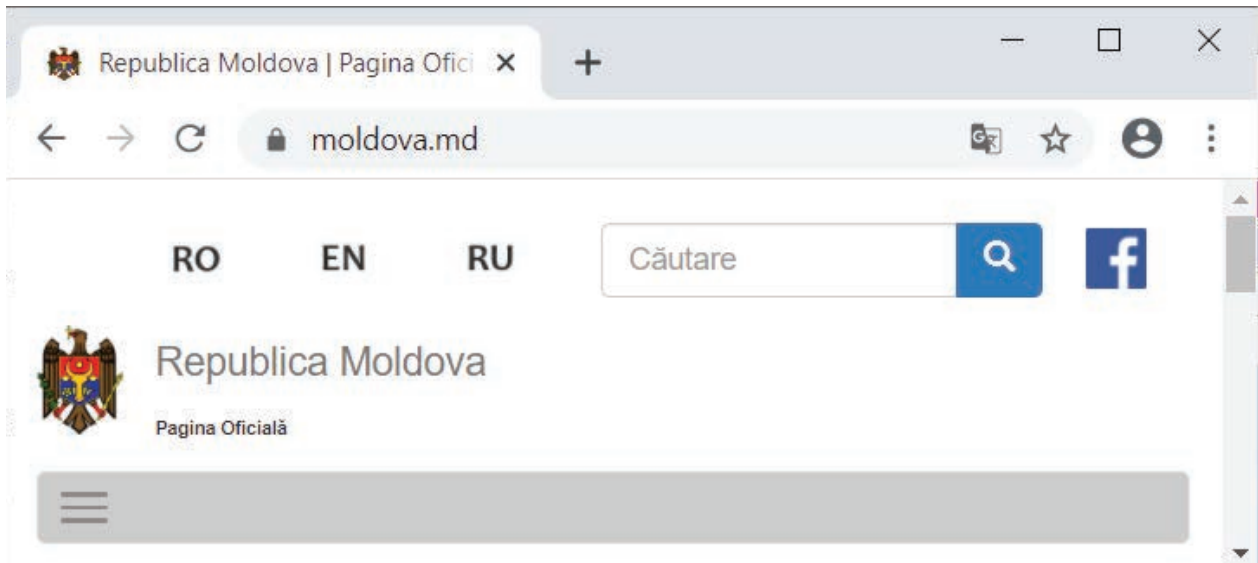 Republica Moldova | Pagina Ofici
moldova.md
RO EN RU Căutare
Republica Moldova
Pagina Oficială